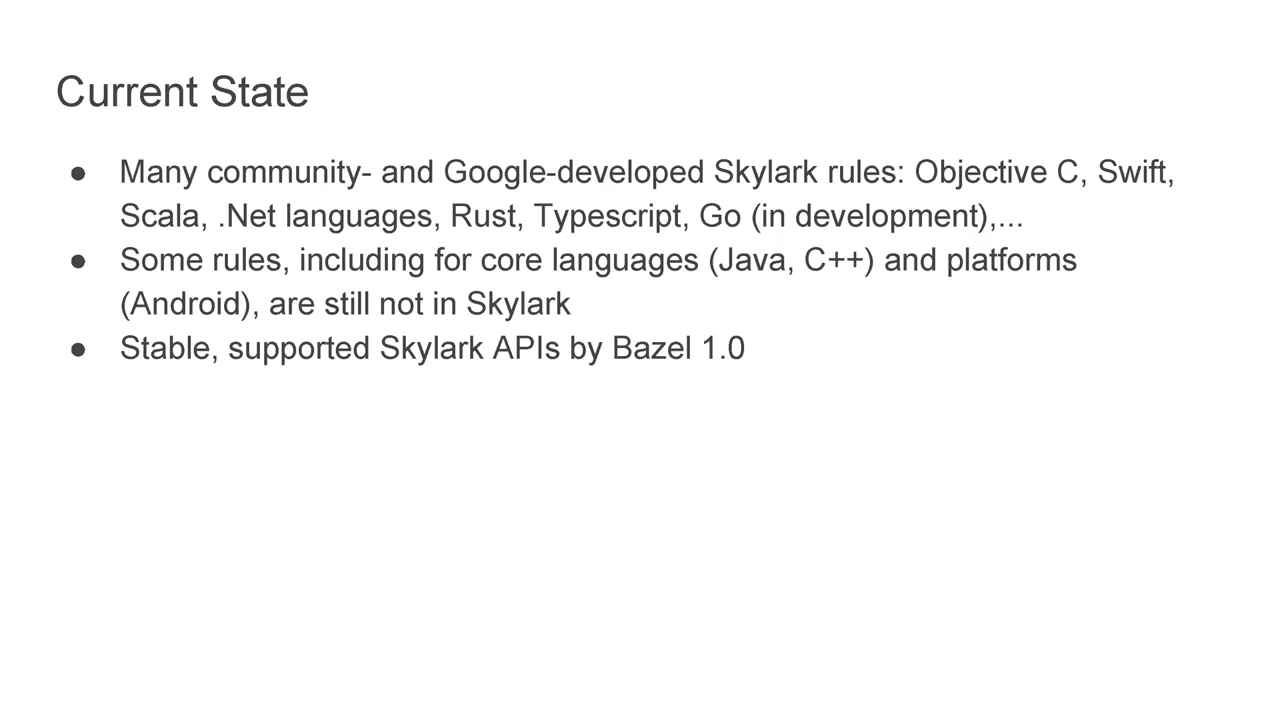 Current State
● Many community- and Google-developed Skylark rules: Objective C, Swift,
Scala, .Net languages, Rust, Typescript, Go (in development),...
● Some rules, including for core languages (Java, C++) and platforms
(Android), are still not in Skylark
● Stable, supported Skylark APIs by Bazel 1.0